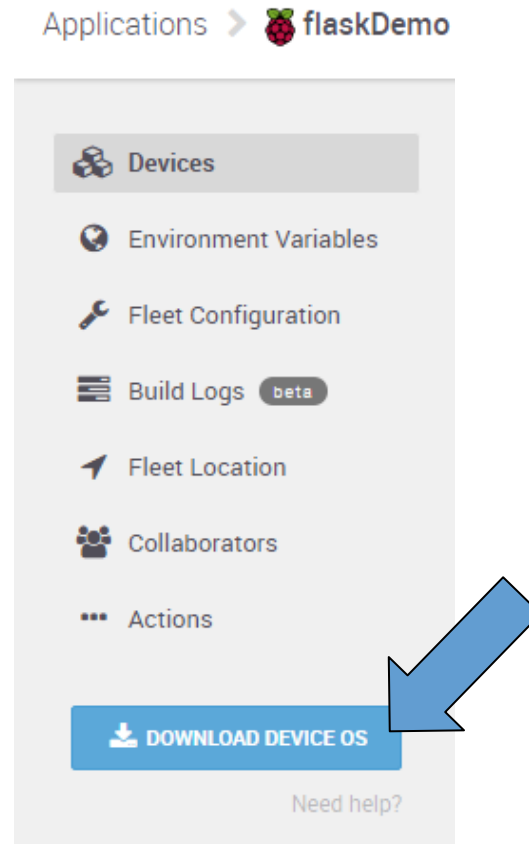 Applications > flaskDemo
Devices
Environment Variables
Fleet Configuration
Build Logs beta
Fleet Location
Collaborators
Actions
DOWNLOAD DEVICE OS
Need help?